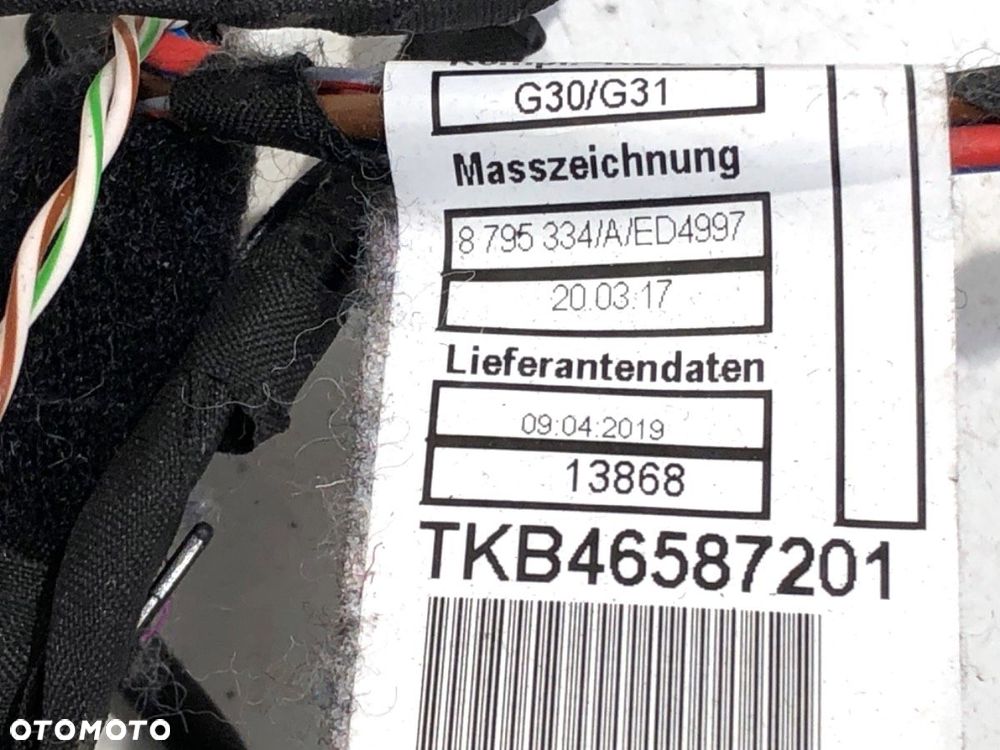 G30/G31
Masszeichnung
8 795 334/A/ED4997
20.03.17
Lieferantendaten
09:04:2019
13868
TKB46587201
OTOMOTO